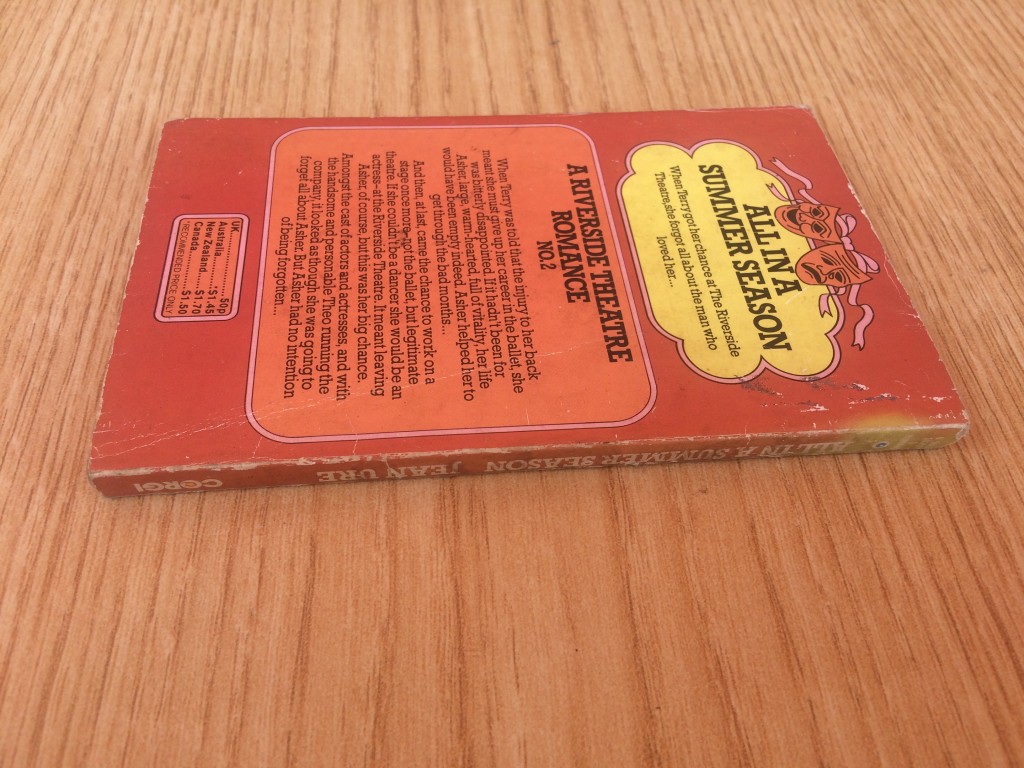 ALL IN A
SUMMER SEASON
When Terry got her chance at The Riverside
Theatre, she forgot all about the man who
loved her...
A RIVERSIDE THEATRE
ROMANCE
NO.2
When Terry was told that the injury to her back
meant she must give up her career in the ballet, she
was bitterly disappointed. If it hadn't been for
Asher, large, warm-hearted, full of vitality, her life
would have been empty indeed. Asher helped her to
get through the bad months...
And then, at last, came the chance to work on a
stage once more–not the ballet, but legitimate
theatre. If she couldn't be a dancer she would be an
actress–at the Riverside Theatre. It meant leaving
Asher, of course, but this was her big chance.
Amongst the cast of actors and actresses, and with
the handsome and personable Theo running the
company, it looked as though she was going to
forget all about Asher. But Asher had no intention
of being forgotten...
UK............50p
Australia.......*$1.45
New Zealand....$1.50
Canada.........$1.50
*RECOMMENDED PRICE ONLY
ALL IN A SUMMER SEASON JEAN URE CORGI